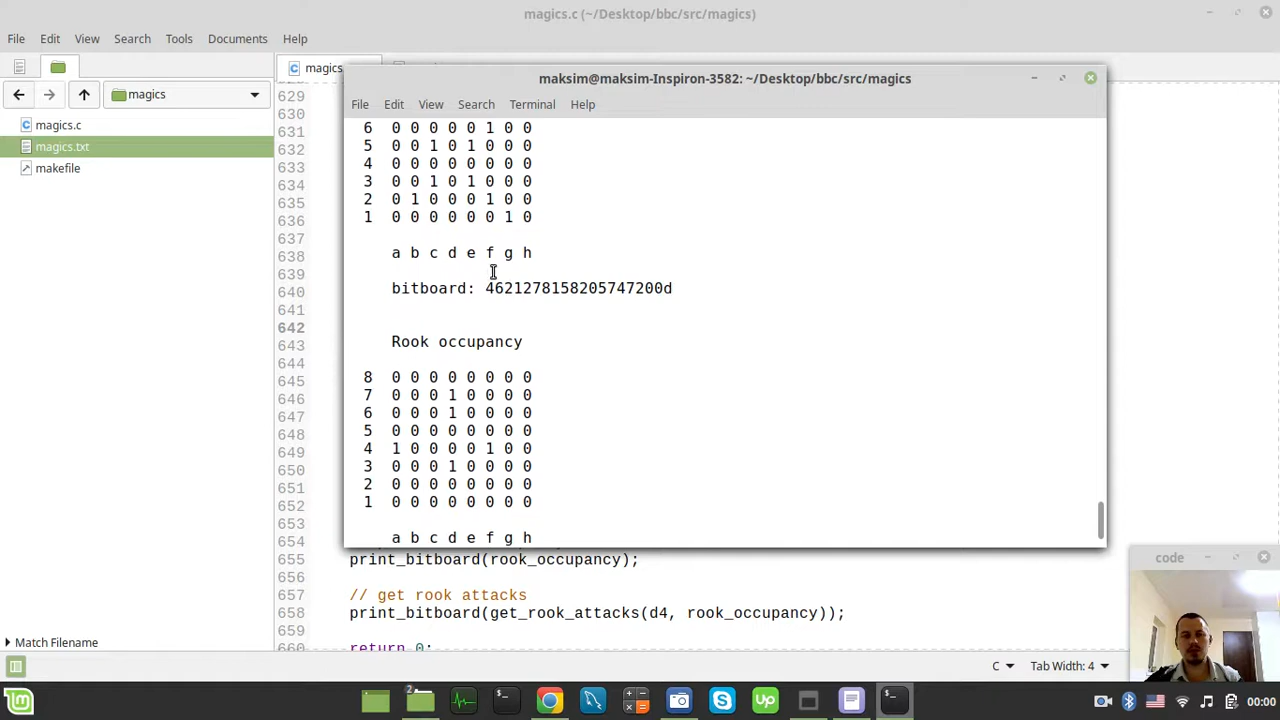 magics.c (~/Desktop/bbc/src/magics)
File Edit View Search Tools Documents Help
magics
magics
magics.c
magics.txt
makefile
Match Filename
629
630
631
632
633
634
635
636
637
638
639
640
641
642
643
644
645
646
647
648
649
650
651
652
653
654
655 print_bitboard(rook_occupancy);
656
657 // get rook attacks
658 print_bitboard(get_rook_attacks(d4, rook_occupancy));
659
660 return 0;
maksim@maksim-Inspiron-3582: ~/Desktop/bbc/src/magics
File Edit View Search Terminal Help
6 0 0 0 0 0 1 0 0
5 0 0 1 0 1 0 0 0
4 0 0 0 0 0 0 0 0
3 0 0 1 0 1 0 0 0
2 0 1 0 0 0 1 0 0
1 0 0 0 0 0 0 1 0
a b c d e f g h
bitboard: 4621278158205747200d
Rook occupancy
8 0 0 0 0 0 0 0 0
7 0 0 0 1 0 0 0 0
6 0 0 0 1 0 0 0 0
5 0 0 0 0 0 0 0 0
4 1 0 0 0 0 1 0 0
3 0 0 0 1 0 0 0 0
2 0 0 0 0 0 0 0 0
1 0 0 0 0 0 0 0 0
a b c d e f g h
code
C Tab Width: 4
00:00